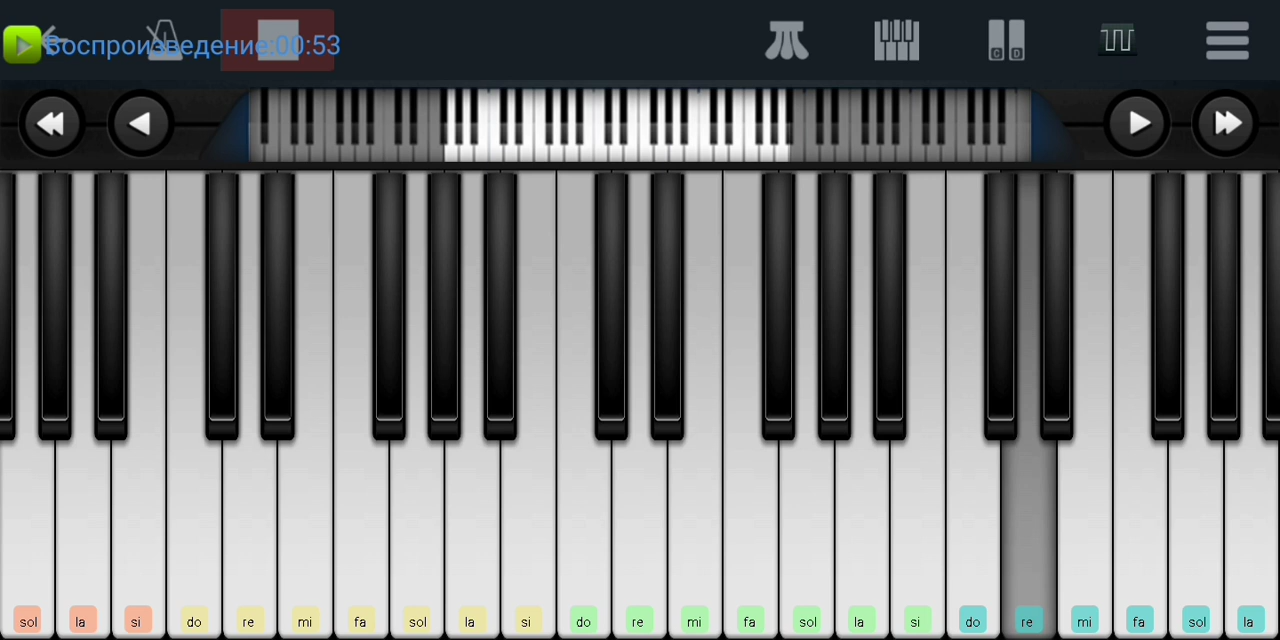 Воспроизведение:00:53
C D
sol la si do re mi fa sol la si do re mi fa sol la si do re mi fa sol la